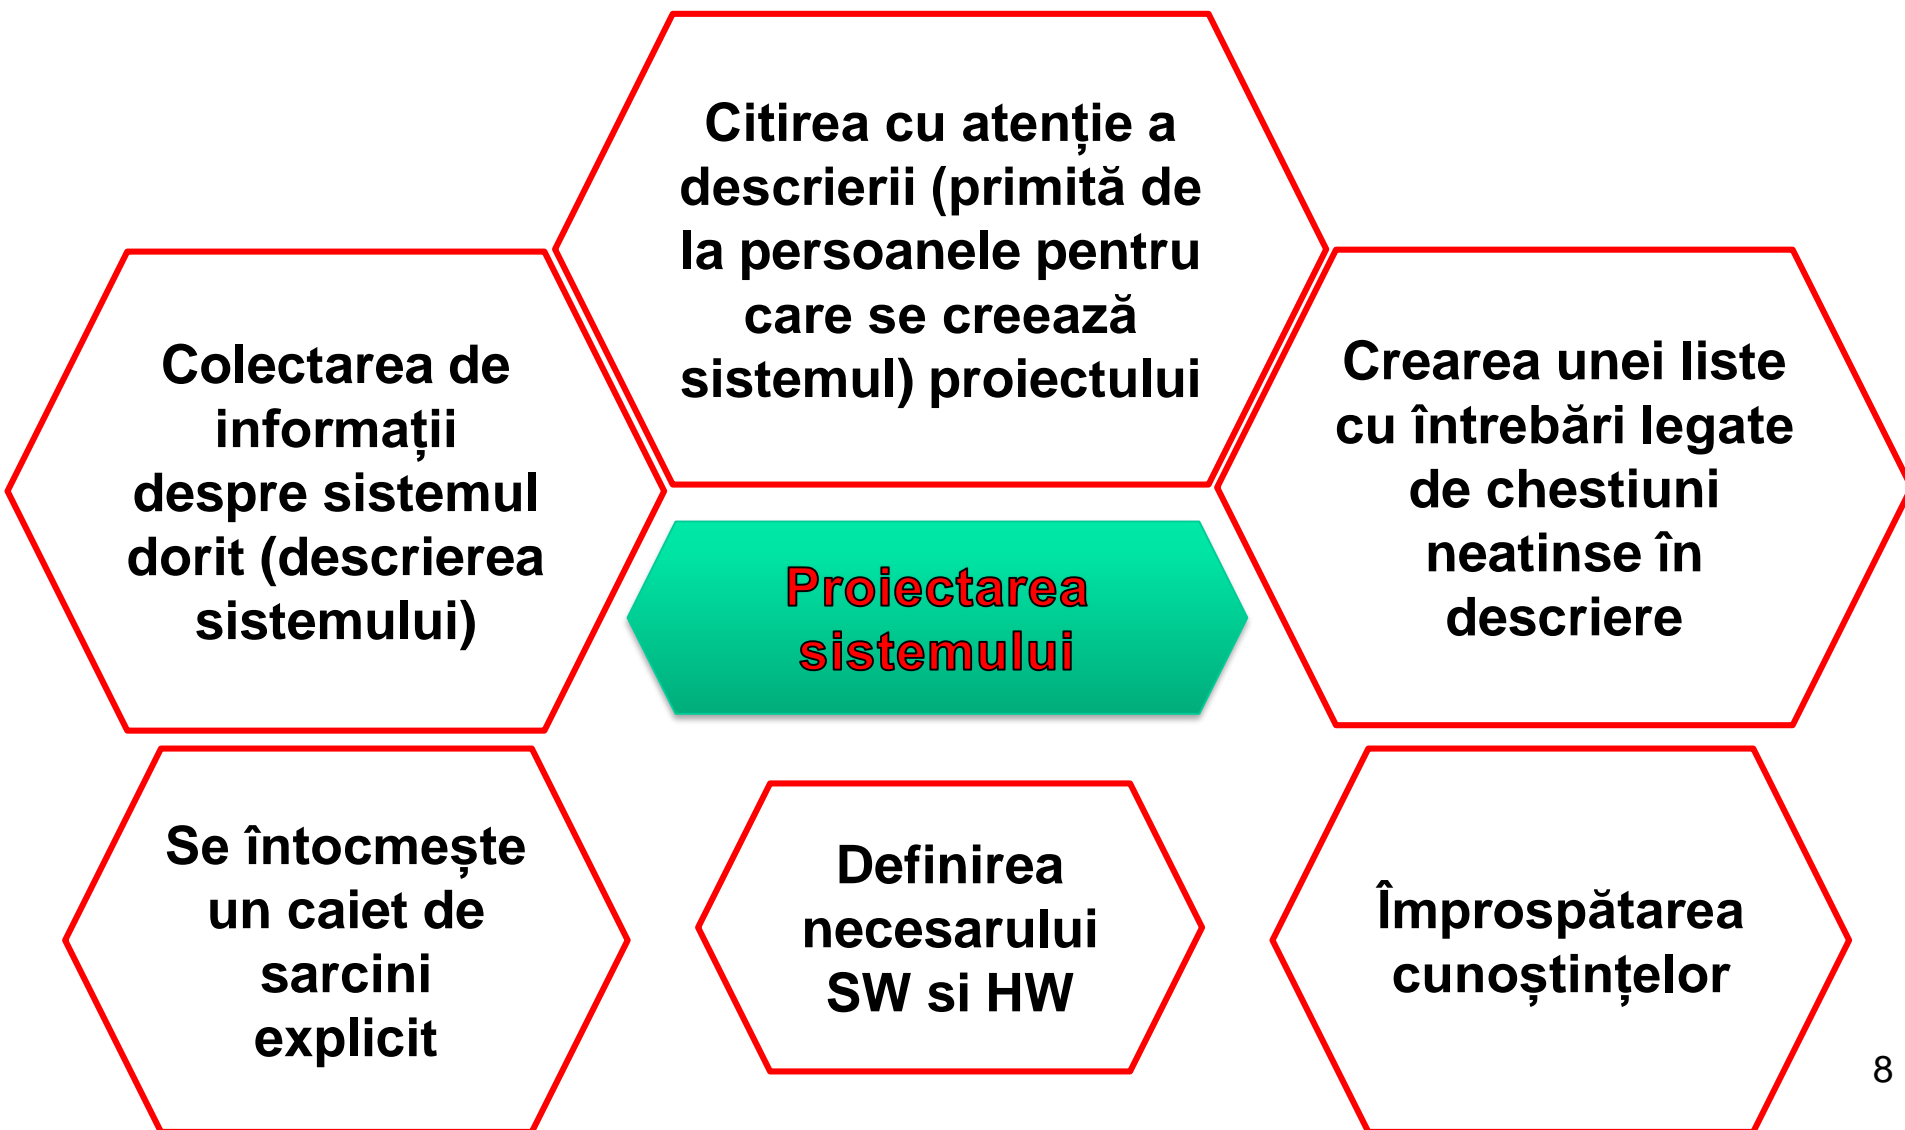 Citirea cu atenție a
descrierii (primită de
la persoanele pentru
care se creează
sistemul) proiectului
Colectarea de
informații
despre sistemul
dorit (descrierea
sistemului)
Crearea unei liste
cu întrebări legate
de chestiuni
neatinse în
descriere
Proiectarea
sistemului
Se întocmește
un caiet de
sarcini
explicit
Definirea
necesarului
SW si HW
Împrospătarea
cunoștințelor
8